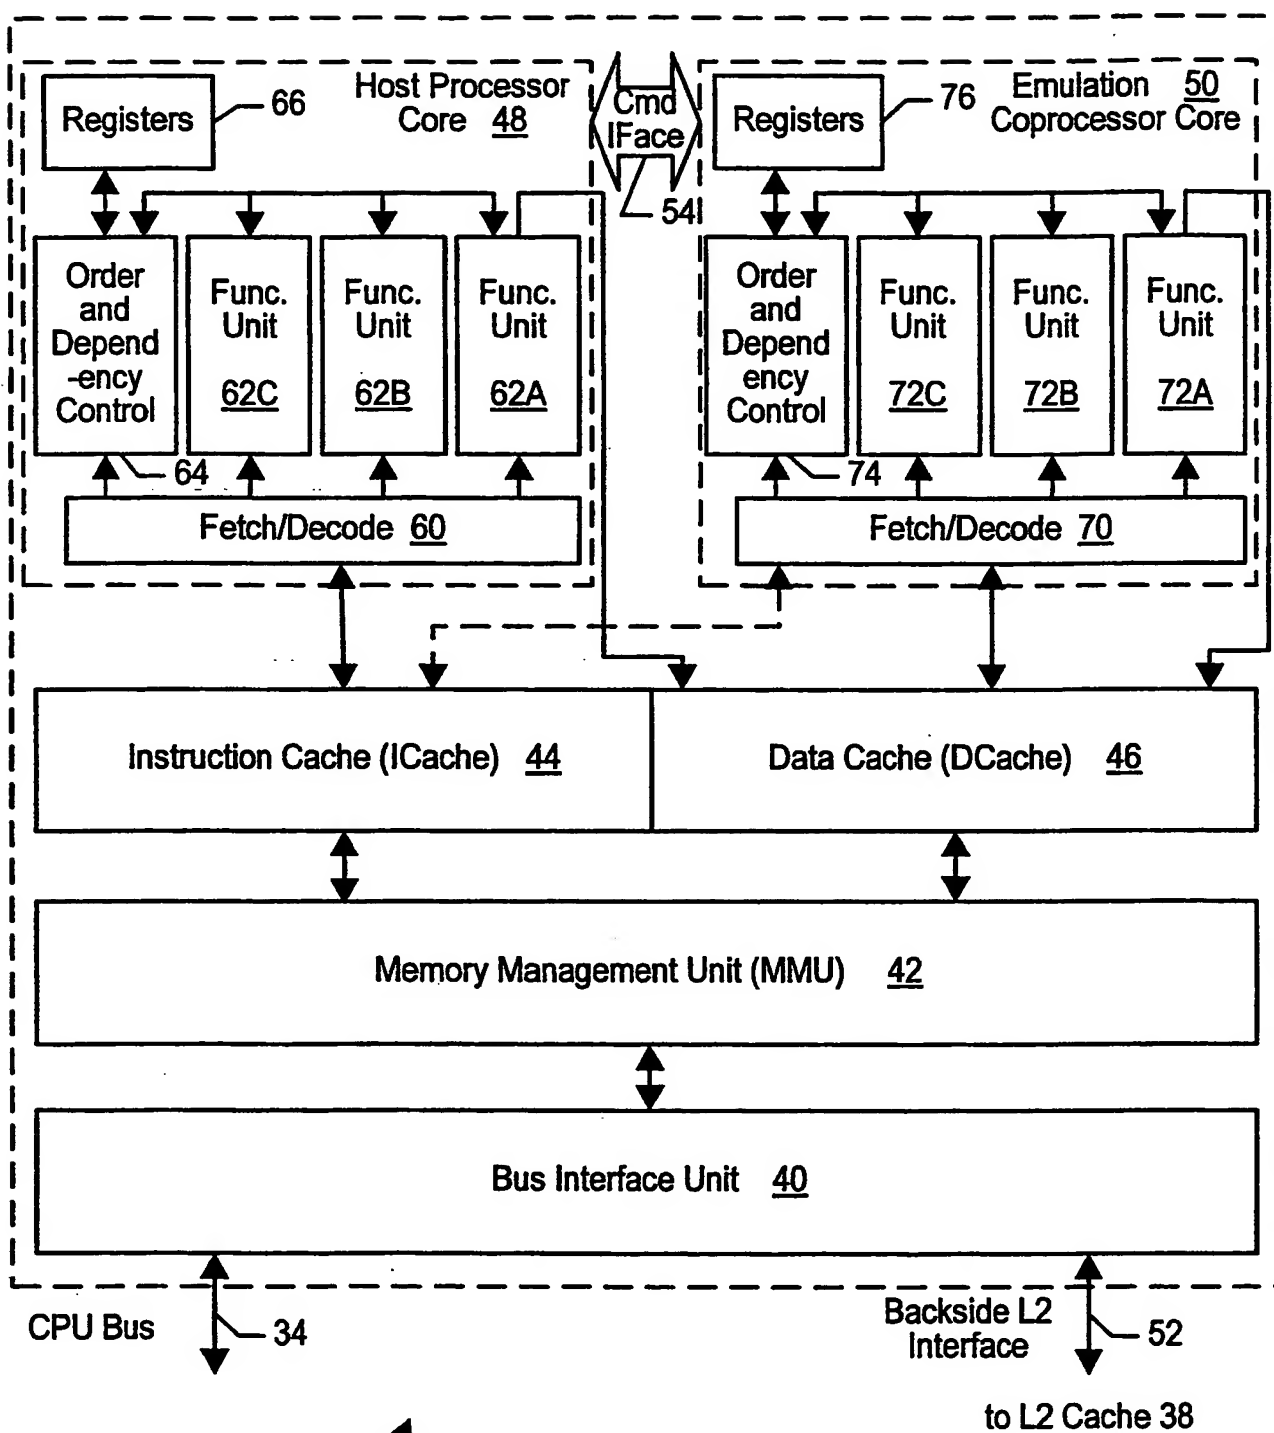 Registers
66
Host Processor
Core 48
Cmd
IFace
54
Registers
76
Emulation 50
Coprocessor Core
Order
and
Depend
-ency
Control
64
Func.
Unit
62C
Func.
Unit
62B
Func.
Unit
62A
Order
and
Depend
ency
Control
74
Func.
Unit
72C
Func.
Unit
72B
Func.
Unit
72A
Fetch/Decode 60
Fetch/Decode 70
Instruction Cache (ICache) 44
Data Cache (DCache) 46
Memory Management Unit (MMU) 42
Bus Interface Unit 40
CPU Bus
34
Backside L2
Interface
52
to L2 Cache 38